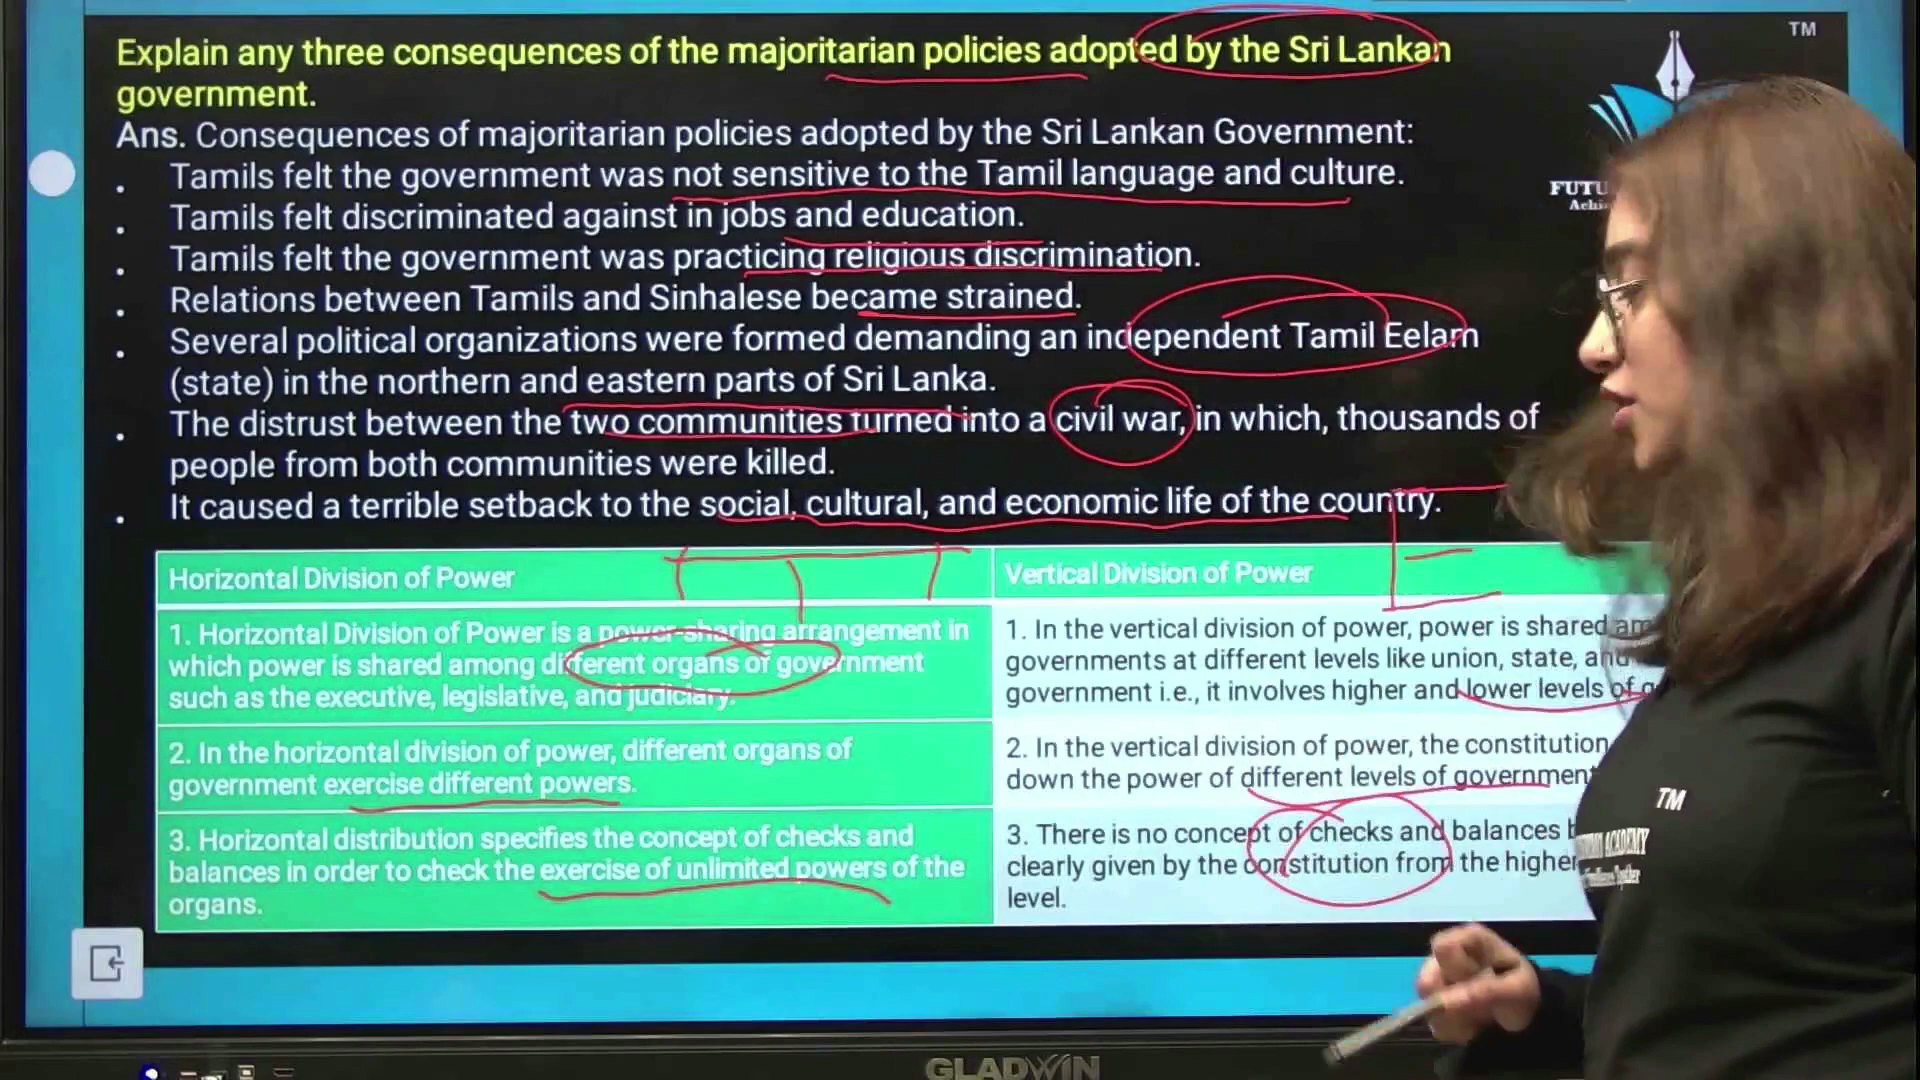 TM
Explain any three consequences of the majoritarian policies adopted by the Sri Lankan
government.
Ans. Consequences of majoritarian policies adopted by the Sri Lankan Government:
• Tamils felt the government was not sensitive to the Tamil language and culture.
• Tamils felt discriminated against in jobs and education.
• Tamils felt the government was practicing religious discrimination.
• Relations between Tamils and Sinhalese became strained.
• Several political organizations were formed demanding an independent Tamil Eelam
(state) in the northern and eastern parts of Sri Lanka.
• The distrust between the two communities turned into a civil war, in which, thousands of
people from both communities were killed.
• It caused a terrible setback to the social, cultural, and economic life of the country.
Horizontal Division of Power
1. Horizontal Division of Power is a power-sharing arrangement in
which power is shared among different organs of government
such as the executive, legislative, and judiciary.
2. In the horizontal division of power, different organs of
government exercise different powers.
3. Horizontal distribution specifies the concept of checks and
balances in order to check the exercise of unlimited powers of the
organs.
Vertical Division of Power
1. In the vertical division of power, power is shared
governments at different levels like union, state, and
government i.e., it involves higher and lower levels of
2. In the vertical division of power, the constitution
down the power of different levels of government
3. There is no concept of checks and balances
clearly given by the constitution from the higher
level.
TM
ACADEMY
GLADWIN